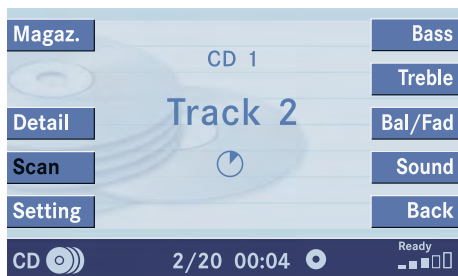 Magaz.
Bass
CD 1
Treble
Track 2
Detail
Bal/Fad
Scan
Sound
Setting
Back
CD
2/20 00:04
Ready